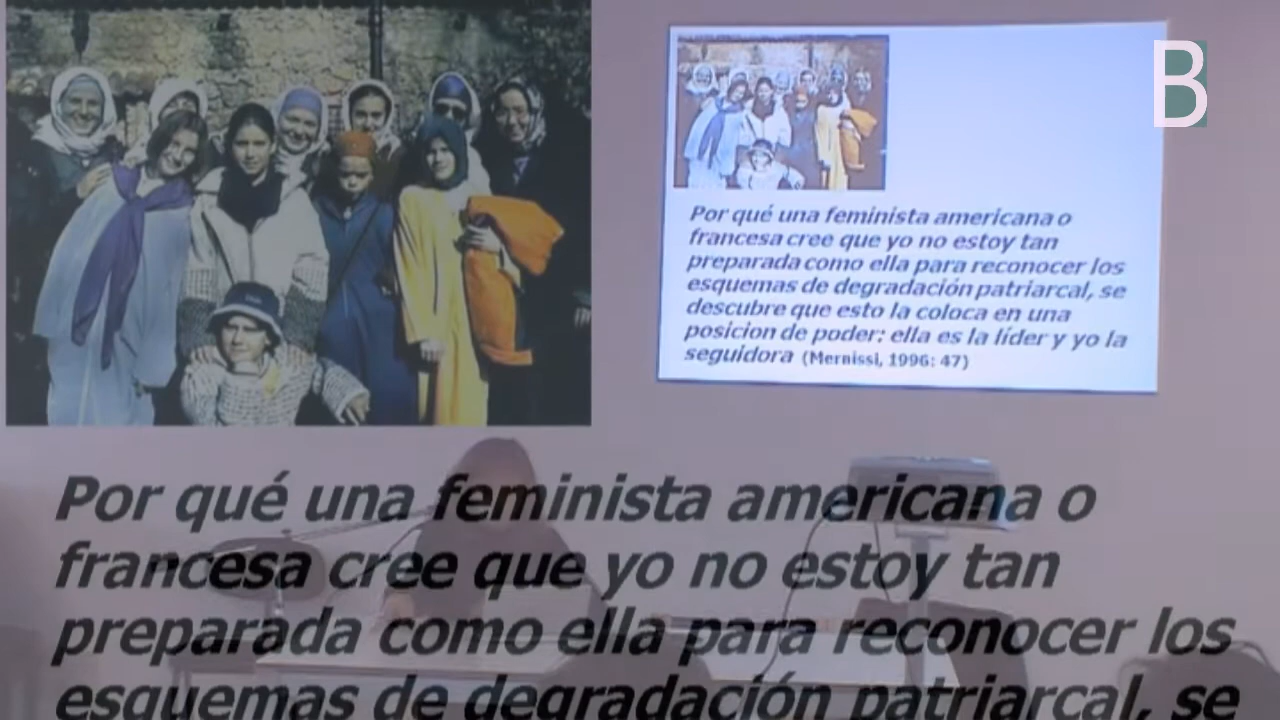 B
Por qué una feminista americana o
francesa cree que yo no estoy tan
preparada como ella para reconocer los
esquemas de degradación patriarcal, se
descubre que esto la coloca en una
posicion de poder: ella es la líder y yo la
seguidora (Mernissi, 1996: 47)
Por qué una feminista americana o
francesa cree que yo no estoy tan
preparada como ella para reconocer los
esquemas de degradación patriarcal, se